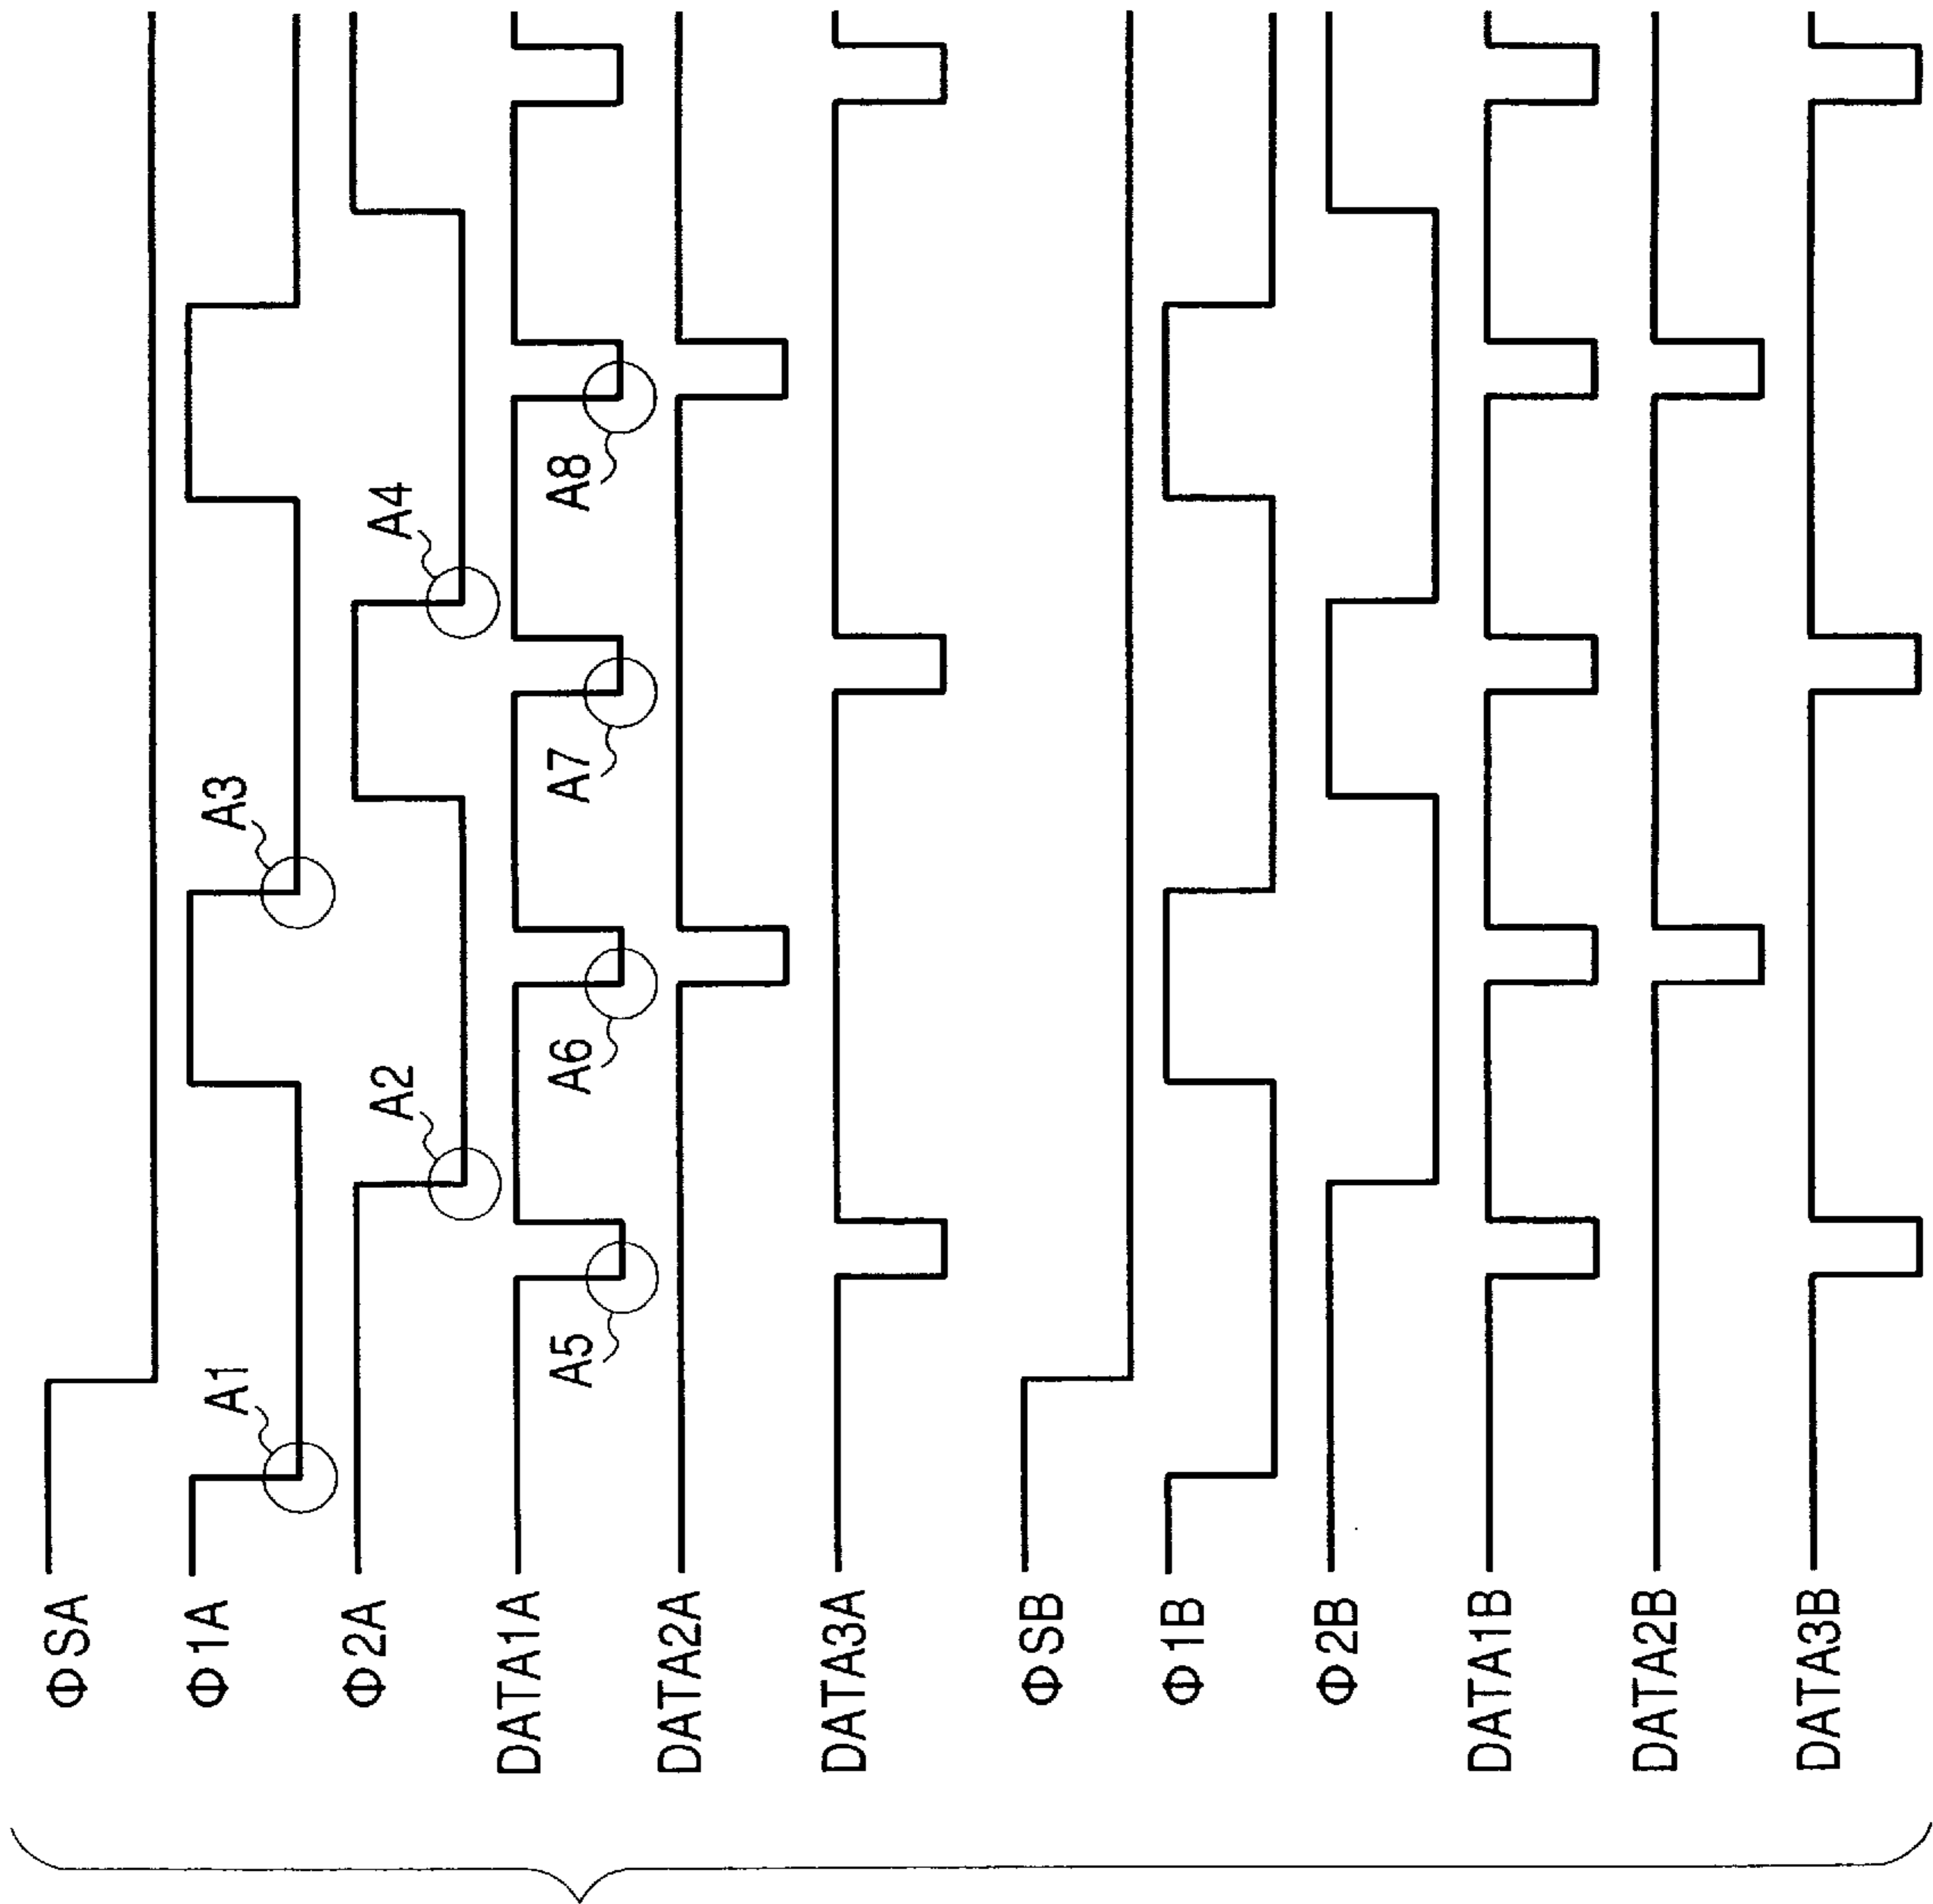 ΦSA
Φ1A
A1
A3
Φ2A
A2
A4
DATA1A
A5
A6
A7
A8
DATA2A
DATA3A
ΦSB
Φ1B
Φ2B
DATA1B
DATA2B
DATA3B